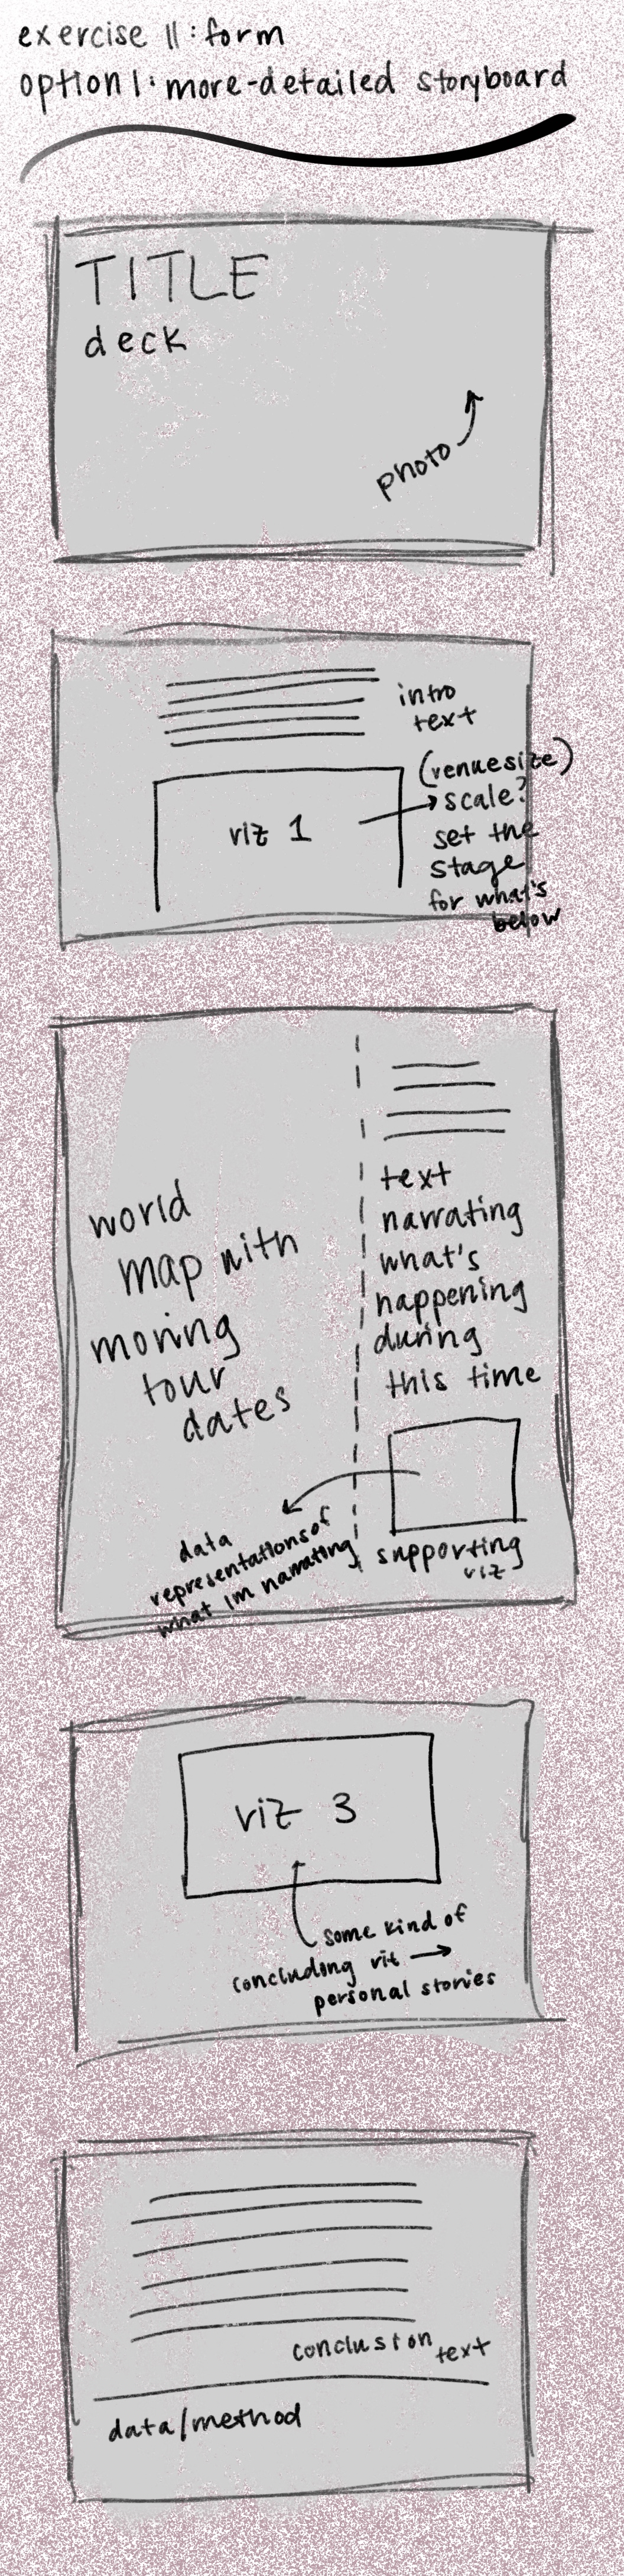 exercise 11: form
option 1: more-detailed storyboard
TITLE
deck
photo
intro
text
viz 1
(venue size)
scale?
set the
stage
for what's
below
world
map with
moving
tour
dates
text
narrating
what's
happening
during
this time
data
representations of
what Im narrating
supporting
viz
viz 3
some kind of
concluding viz
personal stories
conclusion text
data/method